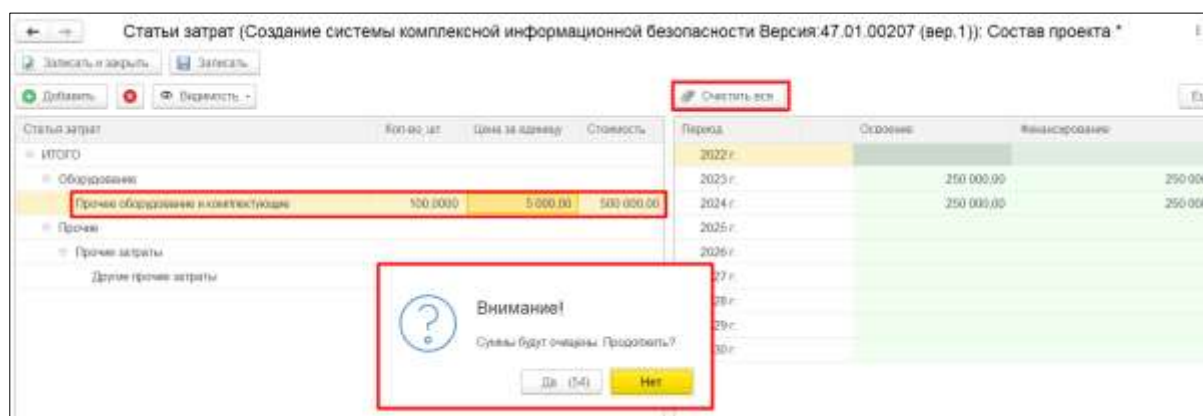 Статьи затрат (Создание системы комплексной информационной безопасности Версия:47.01.00207 (вер.1)): Состав проекта *
Записать и закрыть Записать
Добавить Видимость Очистить все
Статья затрат Кол-во, шт Цена за единицу Стоимость Период Освоение Финансирование
ИТОГО 2022 г.
Оборудование 2023 г. 250 000,00
Прочее оборудование и комплектующие 100,0000 5 000,00 500 000,00 2024 г. 250 000,00
Прочие 2025 г.
Прочие затраты 2026 г.
Другие прочие затраты
Внимание!
Суммы будут очищены. Продолжить?
Да (54) Нет